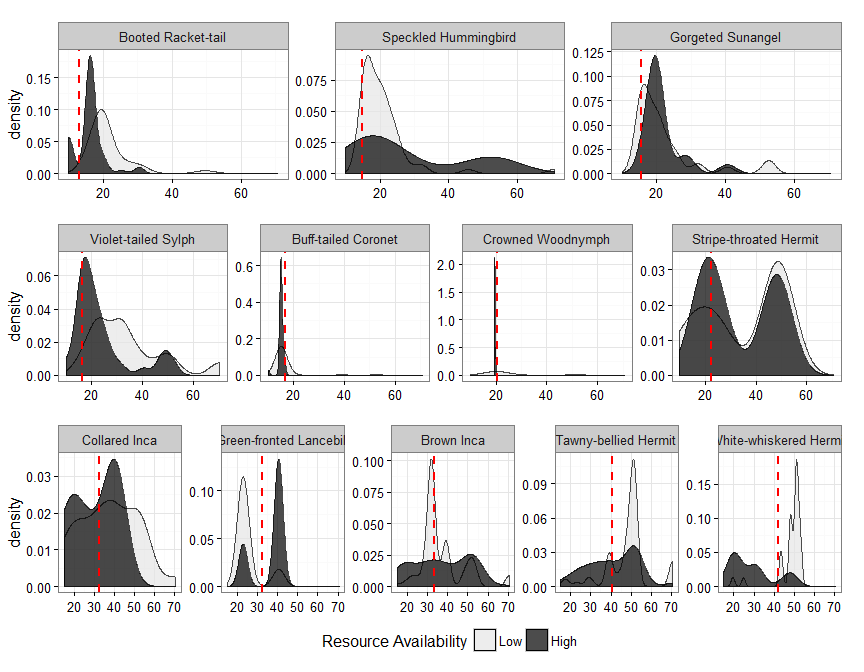 Booted Racket-tail Speckled Hummingbird Gorgeted Sunangel
density
0.15
0.10
0.05
0.00
20 40 60
0.075
0.050
0.025
0.000
20 40 60
0.125
0.100
0.075
0.050
0.025
0.000
20 40 60
Violet-tailed Sylph Buff-tailed Coronet Crowned Woodnymph Stripe-throated Hermit
density
0.06
0.04
0.02
0.00
20 40 60
0.6
0.4
0.2
0.0
20 40 60
2.0
1.5
1.0
0.5
0.0
20 40 60
0.03
0.02
0.01
0.00
20 40 60
Collared Inca Green-fronted Lancebil Brown Inca Tawny-bellied Hermit White-whiskered Herm
density
0.03
0.02
0.01
0.00
20 30 40 50 60 70
0.10
0.05
0.00
20 30 40 50 60 70
0.100
0.075
0.050
0.025
0.000
20 30 40 50 60 70
0.09
0.06
0.03
0.00
20 30 40 50 60 70
0.15
0.10
0.05
0.00
20 30 40 50 60 70
Resource Availability Low High